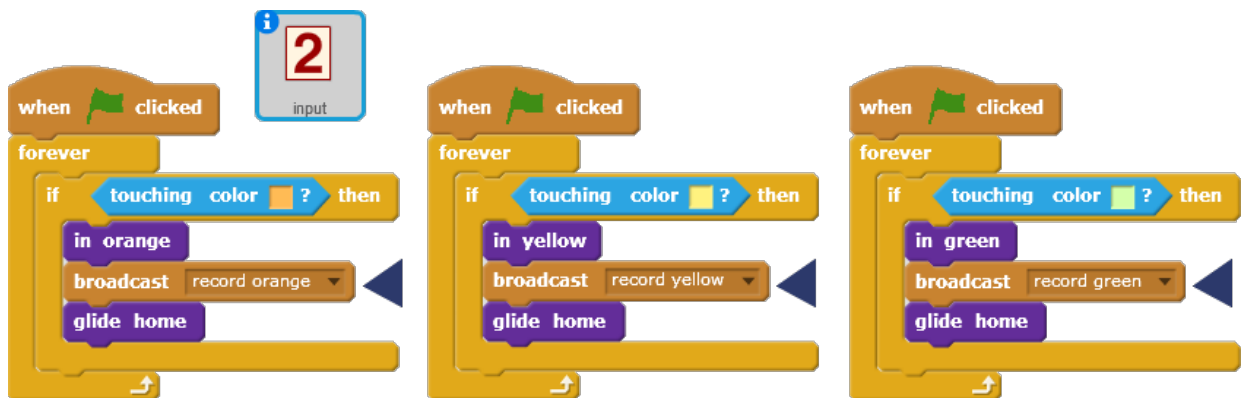 2
input
when clicked
forever
if touching color ? then
in orange
broadcast record orange
glide home
when clicked
forever
if touching color ? then
in yellow
broadcast record yellow
glide home
when clicked
forever
if touching color ? then
in green
broadcast record green
glide home